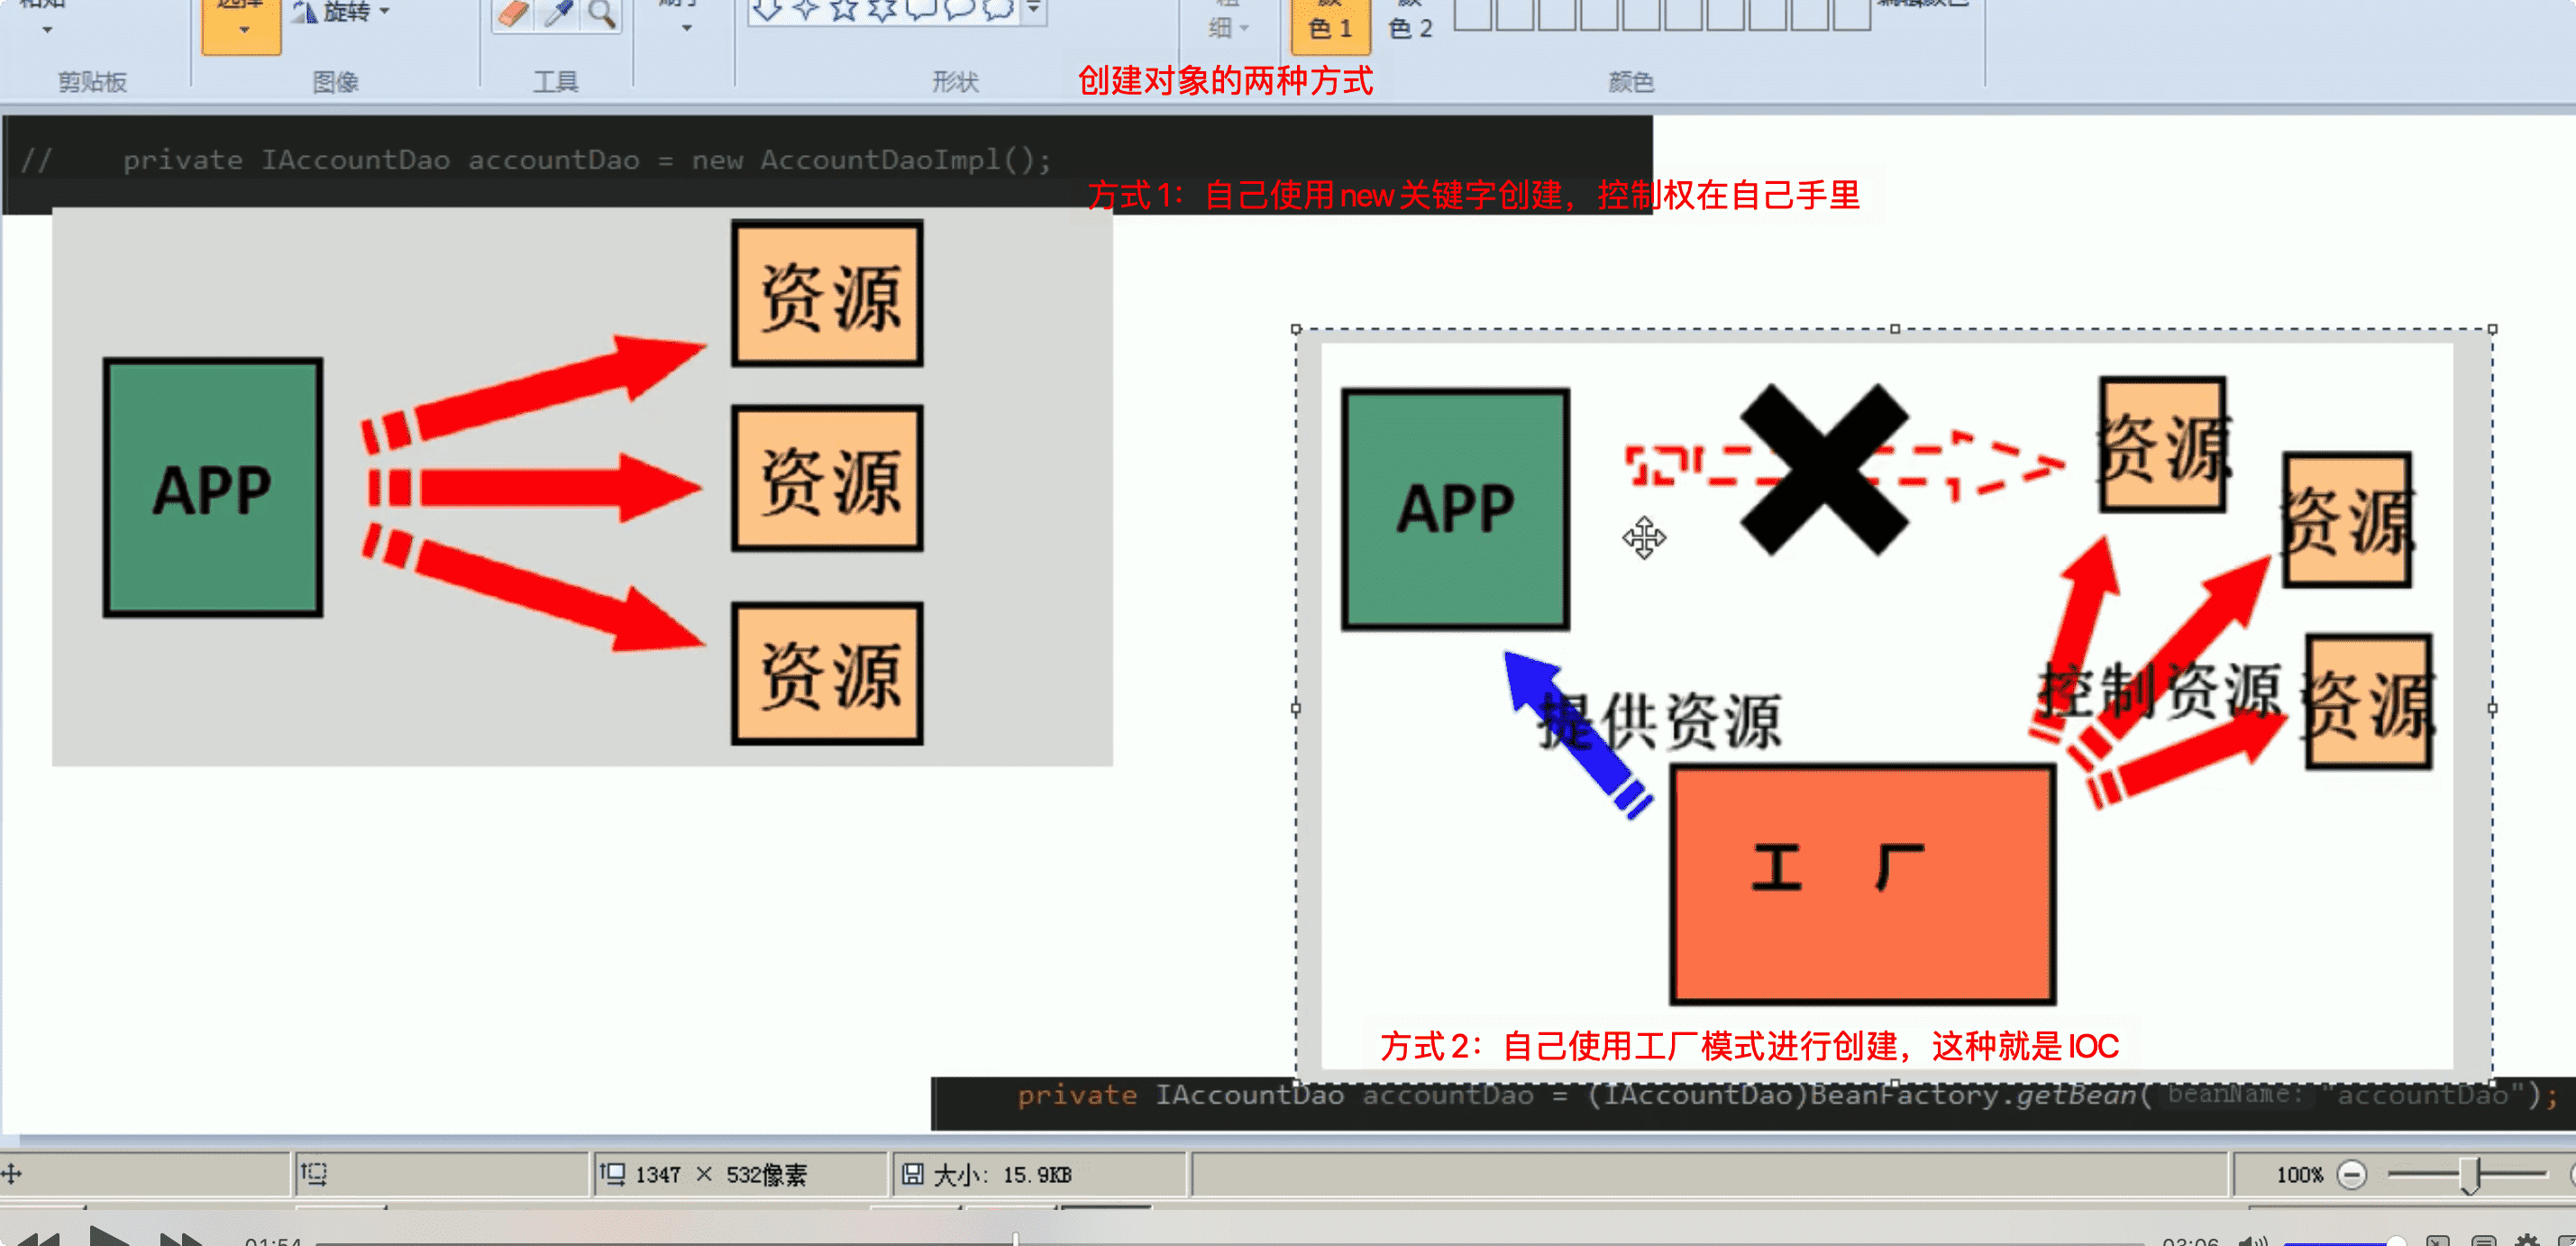 选择
旋转
粗
细
颜
色 1
颜
色 2
编辑颜色
剪贴板
图像
工具
形状
颜色
创建对象的两种方式
// private IAccountDao accountDao = new AccountDaoImpl();
方式1：自己使用new关键字创建，控制权在自己手里
资源
APP
资源
资源
APP
资源
资源
提供资源
控制资源
资源
工 厂
方式2：自己使用工厂模式进行创建，这种就是IOC
private IAccountDao accountDao = (IAccountDao)BeanFactory.getBean( beanName: "accountDao");
1347 × 532像素
大小: 15.9KB
100%
01:54
03:06